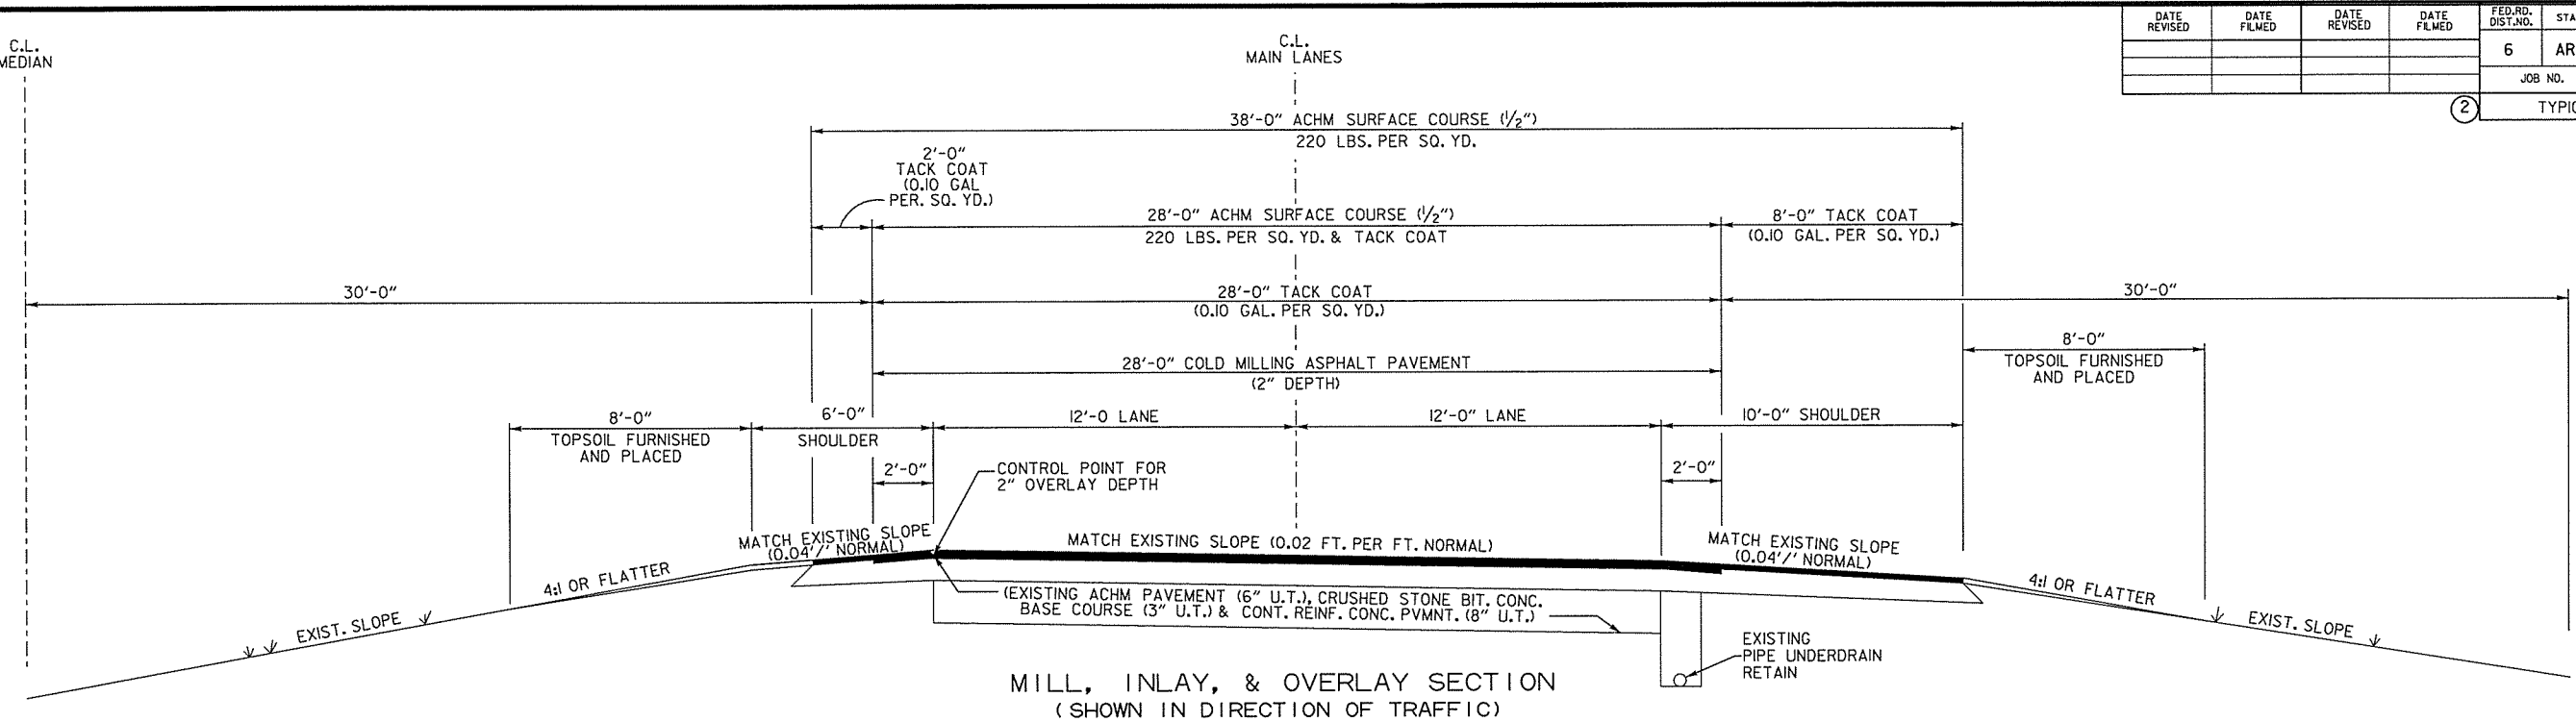 DATE REVISED
DATE FILMED
DATE REVISED
DATE FILMED
FED.RD. DIST.NO.
STA
6
AR
JOB NO.
2
TYPIC
C.L.
MEDIAN
C.L.
MAIN LANES
38'-0" ACHM SURFACE COURSE (1/2")
220 LBS. PER SQ. YD.
2'-0"
TACK COAT
(0.10 GAL
PER. SQ. YD.)
28'-0" ACHM SURFACE COURSE (1/2")
220 LBS. PER SQ. YD. & TACK COAT
8'-0" TACK COAT
(0.10 GAL. PER SQ. YD.)
30'-0"
28'-0" TACK COAT
(0.10 GAL. PER SQ. YD.)
30'-0"
28'-0" COLD MILLING ASPHALT PAVEMENT
(2" DEPTH)
8'-0"
TOPSOIL FURNISHED
AND PLACED
8'-0"
TOPSOIL FURNISHED
AND PLACED
6'-0"
SHOULDER
12'-0 LANE
12'-0" LANE
10'-0" SHOULDER
2'-0"
CONTROL POINT FOR
2" OVERLAY DEPTH
2'-0"
MATCH EXISTING SLOPE
(0.04'/' NORMAL)
MATCH EXISTING SLOPE (0.02 FT. PER FT. NORMAL)
MATCH EXISTING SLOPE
(0.04'/' NORMAL)
4:1 OR FLATTER
EXIST. SLOPE
(EXISTING ACHM PAVEMENT (6" U.T.), CRUSHED STONE BIT. CONC.
BASE COURSE (3" U.T.) & CONT. REINF. CONC. PVMNT. (8" U.T.)
4:1 OR FLATTER
EXIST. SLOPE
EXISTING
PIPE UNDERDRAIN
RETAIN
MILL, INLAY, & OVERLAY SECTION
(SHOWN IN DIRECTION OF TRAFFIC)